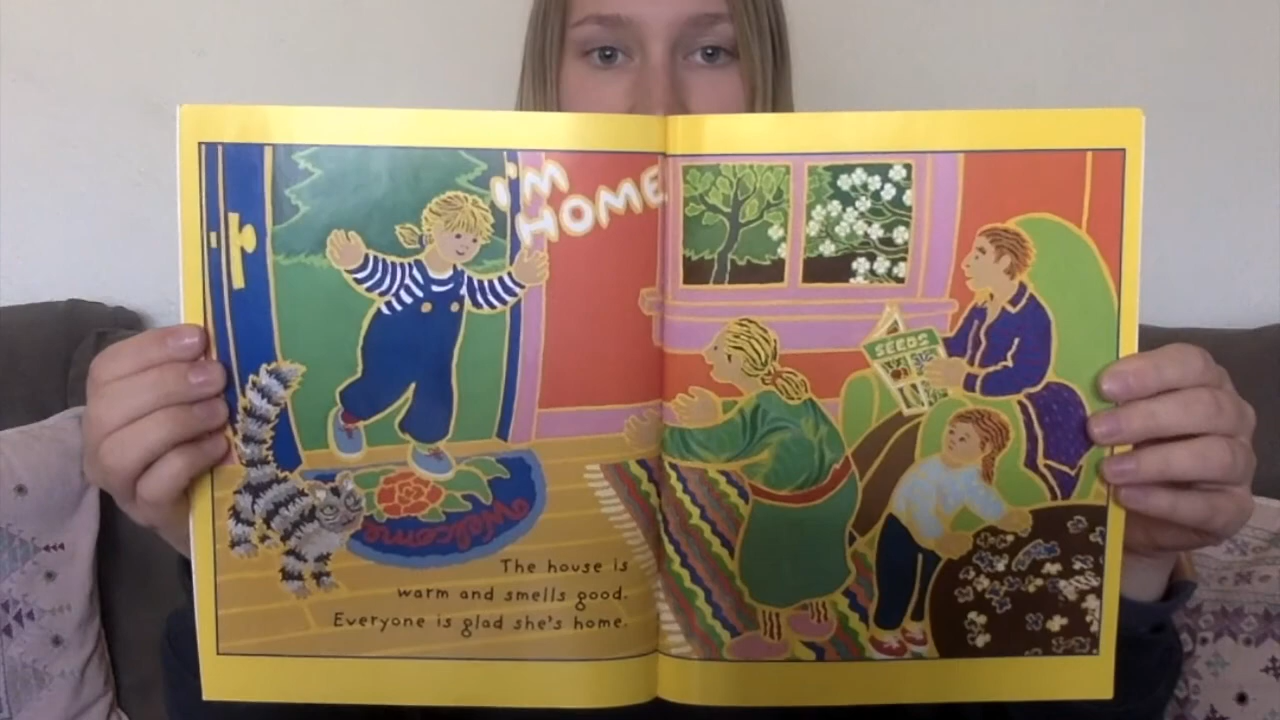 I'M
HOME
SEEDS
Welcome
The house is
warm and smells good.
Everyone is glad she's home.